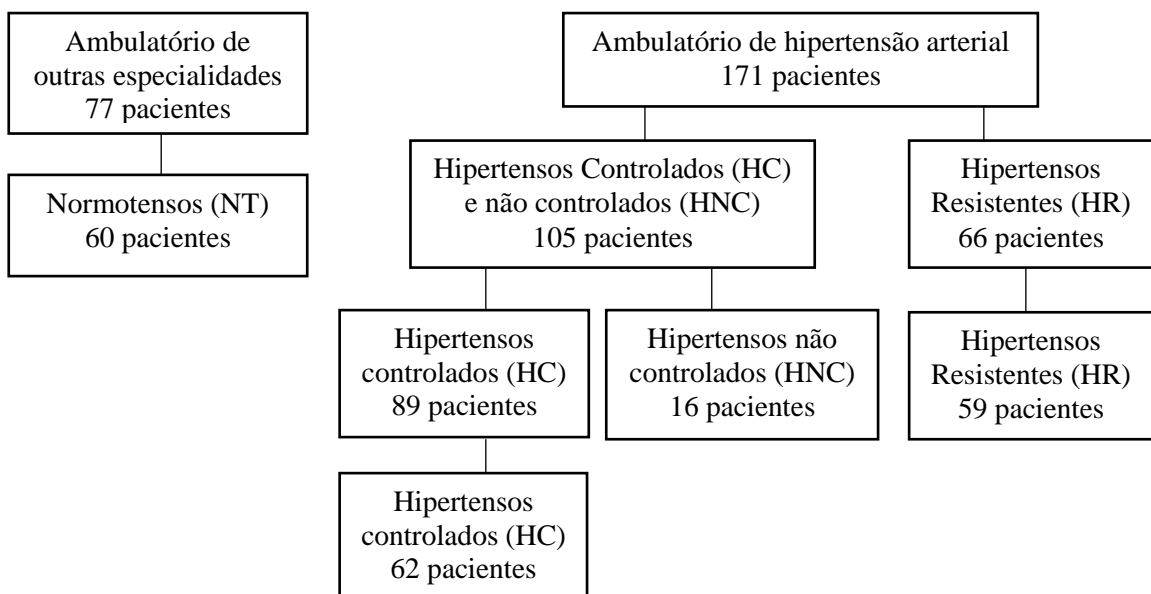 Ambulatório de
outras especialidades
77 pacientes
Normotensos (NT)
60 pacientes
Ambulatório de hipertensão arterial
171 pacientes
Hipertensos Controlados (HC)
e não controlados (HNC)
105 pacientes
Hipertensos
Resistentes (HR)
66 pacientes
Hipertensos
controlados (HC)
89 pacientes
Hipertensos não
controlados (HNC)
16 pacientes
Hipertensos
Resistentes (HR)
59 pacientes
Hipertensos
controlados (HC)
62 pacientes